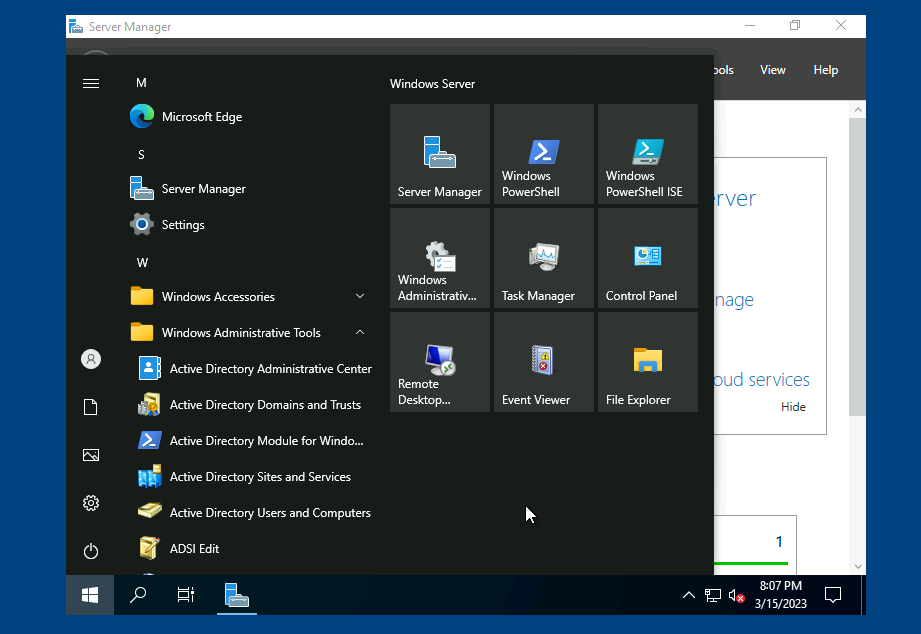 Server Manager
ools View Help
M
Microsoft Edge
S
Server Manager
Settings
W
Windows Accessories
Windows Administrative Tools
Active Directory Administrative Center
Active Directory Domains and Trusts
Active Directory Module for Windo...
Active Directory Sites and Services
Active Directory Users and Computers
ADSI Edit
Windows Server
Server Manager
Windows
PowerShell
Windows
PowerShell ISE
Windows
Administrativ...
Task Manager
Control Panel
Remote
Desktop...
Event Viewer
File Explorer
rver
nage
oud services
Hide
1
8:07 PM
3/15/2023